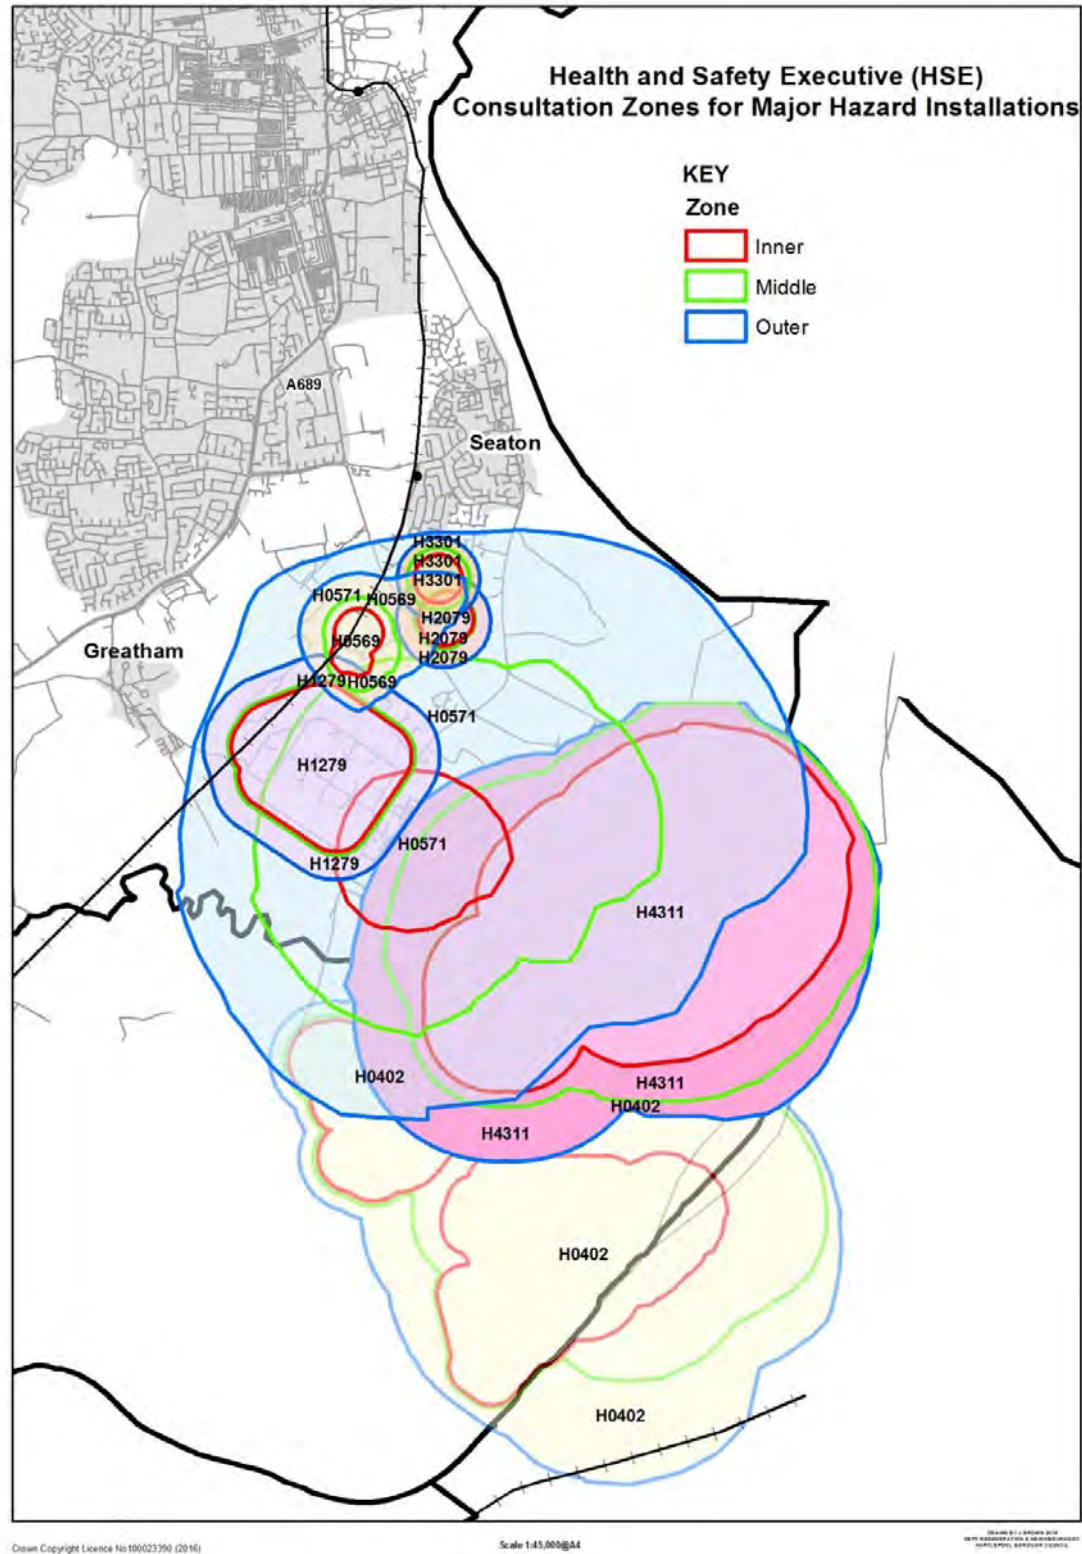 Health and Safety Executive (HSE)
Consultation Zones for Major Hazard Installations
KEY
Zone
Inner
Middle
Outer
A689
Seaton
H3301
H3301
H3301
H0571
H0569
H2079
H0569
H2079
Greatham
H2079
H1279
H0569
H0571
H1279
H0571
H1279
H4311
H0402
H4311
H0402
H4311
H0402
H0402
Crown Copyright Licence No100023390 (2016)
Scale 1:45,000@A4